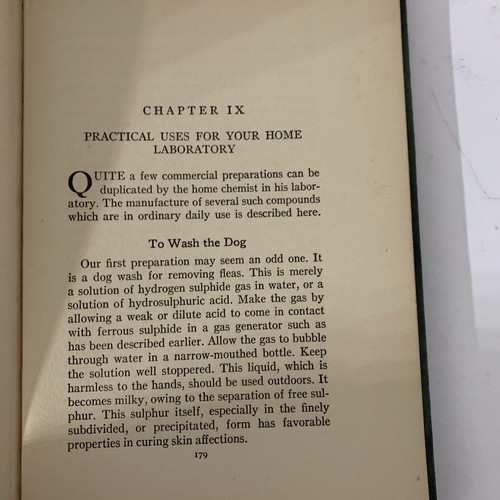 CHAPTER IX
PRACTICAL USES FOR YOUR HOME
LABORATORY
QUITE a few commercial preparations can be
duplicated by the home chemist in his labor-
atory. The manufacture of several such compounds
which are in ordinary daily use is described here.
To Wash the Dog
Our first preparation may seem an odd one. It
is a dog wash for removing fleas. This is merely
a solution of hydrogen sulphide gas in water, or a
solution of hydrosulphuric acid. Make the gas by
allowing a weak or dilute acid to come in contact
with ferrous sulphide in a gas generator such as
has been described earlier. Allow the gas to bubble
through water in a narrow-mouthed bottle. Keep
the solution well stoppered. This liquid, which is
harmless to the hands, should be used outdoors. It
becomes milky, owing to the separation of free sul-
phur. This sulphur itself, especially in the finely
subdivided, or precipitated, form has favorable
properties in curing skin affections.
179